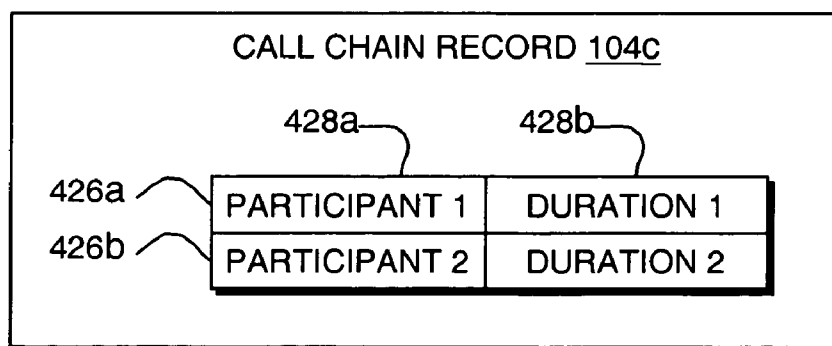 CALL CHAIN RECORD 104c
428a 428b
426a PARTICIPANT 1 DURATION 1
426b PARTICIPANT 2 DURATION 2